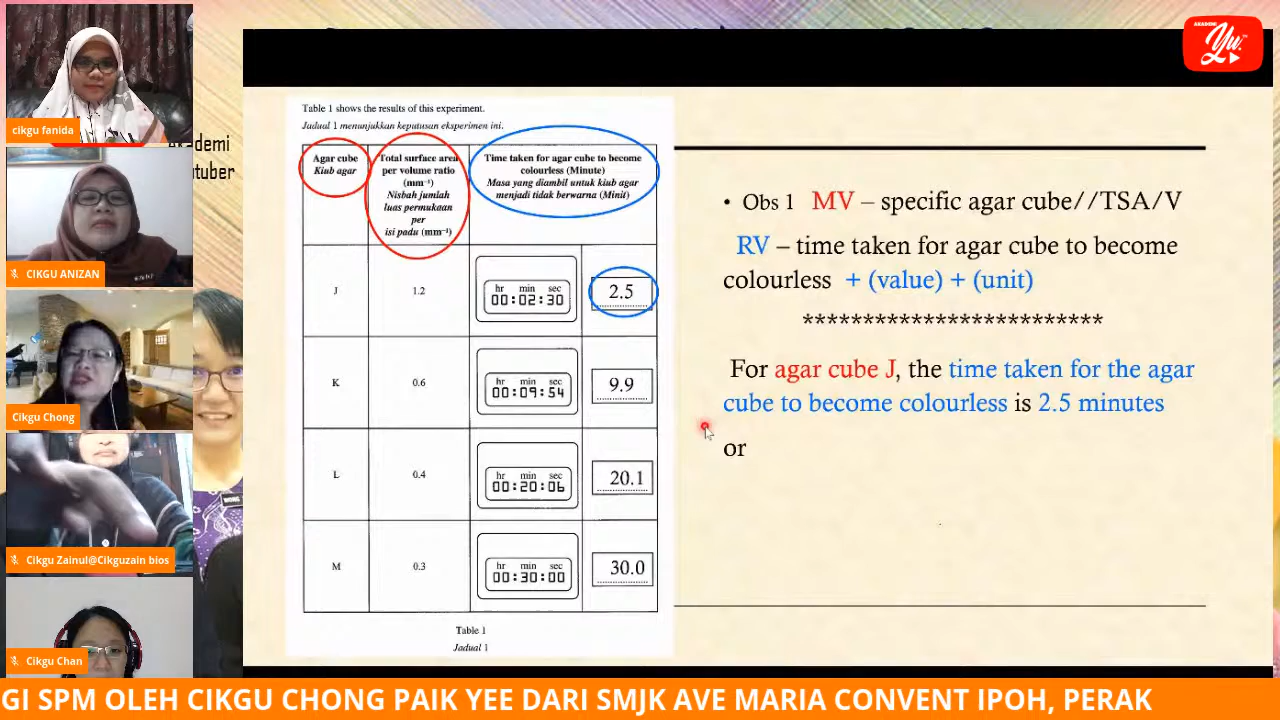 AKADEMI
Yu.
cikgu fanida
CIKGU ANIZAN
Cikgu Chong
Cikgu Zainul@Cikguzain bios
Cikgu Chan
Table 1 shows the results of this experiment.
Jadual 1 menunjukkan keputusan eksperimen ini.
Agar cube
Kiub agar
Total surface area
per volume ratio
(mm⁻¹)
Nisbah jumlah
luas permukaan
per
isi padu (mm⁻¹)
Time taken for agar cube to become
colourless (Minute)
Masa yang diambil untuk kiub agar
menjadi tidak berwarna (Minit)
J
1.2
hr min sec
00:02:30
2.5
K
0.6
hr min sec
00:09:54
9.9
L
0.4
hr min sec
00:20:06
20.1
M
0.3
hr min sec
00:30:00
30.0
Table 1
Jadual 1
• Obs 1 MV – specific agar cube//TSA/V
RV – time taken for agar cube to become
colourless + (value) + (unit)
*************************
For agar cube J, the time taken for the agar
cube to become colourless is 2.5 minutes
or
GI SPM OLEH CIKGU CHONG PAIK YEE DARI SMJK AVE MARIA CONVENT IPOH, PERAK